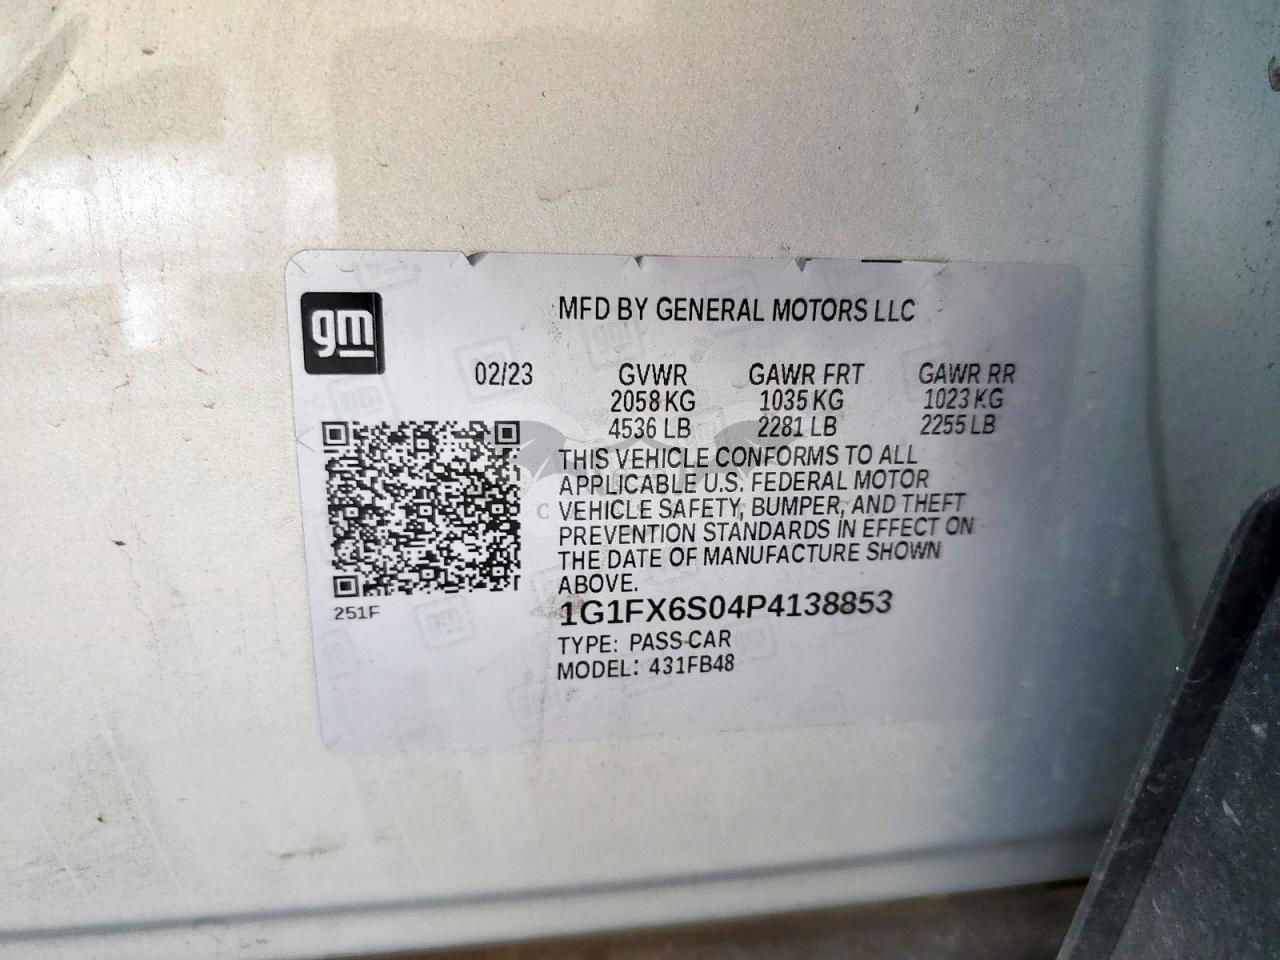 gm
MFD BY GENERAL MOTORS LLC
02/23 GVWR GAWR FRT GAWR RR
2058 KG 1035 KG 1023 KG
4536 LB 2281 LB 2255 LB
THIS VEHICLE CONFORMS TO ALL
APPLICABLE U.S. FEDERAL MOTOR
VEHICLE SAFETY, BUMPER, AND THEFT
PREVENTION STANDARDS IN EFFECT ON
THE DATE OF MANUFACTURE SHOWN
ABOVE.
1G1FX6S04P4138853
251F
TYPE: PASS CAR
MODEL: 431FB48